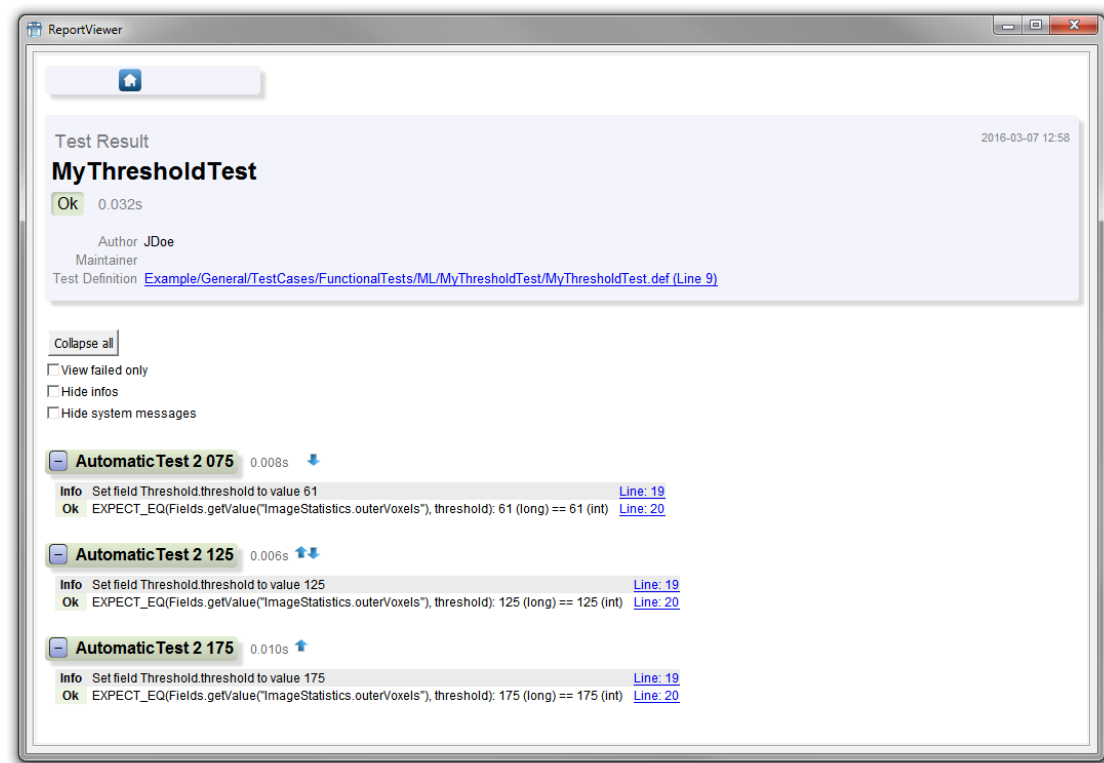 ReportViewer
Test Result
2016-03-07 12:58
MyThresholdTest
Ok 0.032s
Author JDoe
Maintainer
Test Definition Example/General/TestCases/FunctionalTests/ML/MyThresholdTest/MyThresholdTest.def (Line 9)
Collapse all
View failed only
Hide infos
Hide system messages
AutomaticTest 2 075 0.008s
Info Set field Threshold.threshold to value 61 Line: 19
Ok EXPECT_EQ(Fields.getValue("ImageStatistics.outerVoxels"), threshold): 61 (long) == 61 (int) Line: 20
AutomaticTest 2 125 0.006s
Info Set field Threshold.threshold to value 125 Line: 19
Ok EXPECT_EQ(Fields.getValue("ImageStatistics.outerVoxels"), threshold): 125 (long) == 125 (int) Line: 20
AutomaticTest 2 175 0.010s
Info Set field Threshold.threshold to value 175 Line: 19
Ok EXPECT_EQ(Fields.getValue("ImageStatistics.outerVoxels"), threshold): 175 (long) == 175 (int) Line: 20